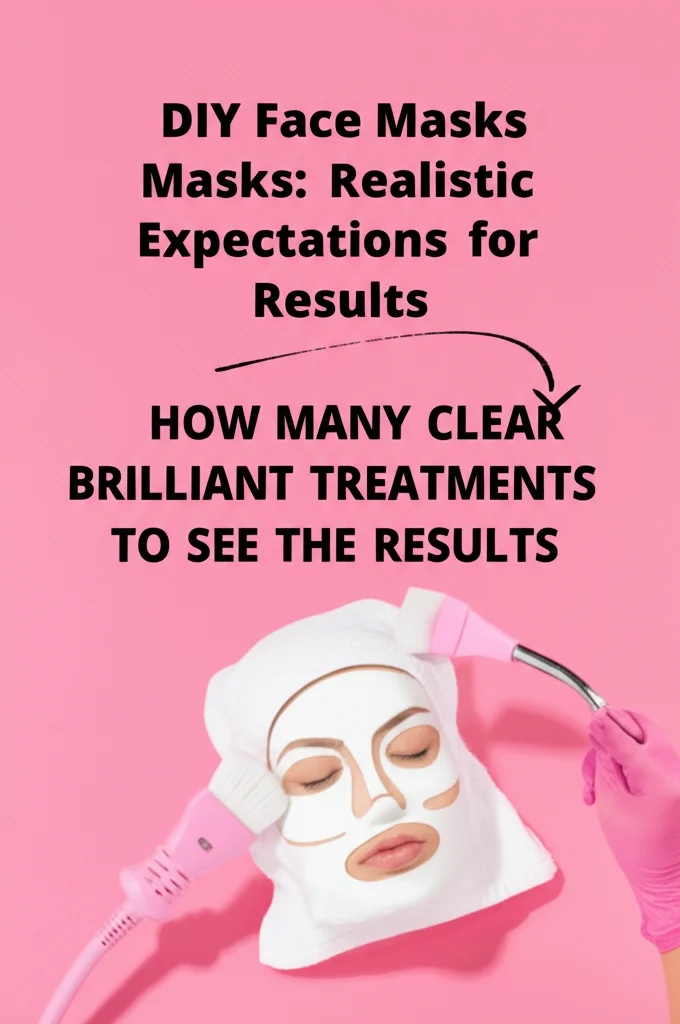 DIY Face Masks
Masks: Realistic
Expectations for
Results
HOW MANY CLEAR
BRILLIANT TREATMENTS
TO SEE THE RESULTS